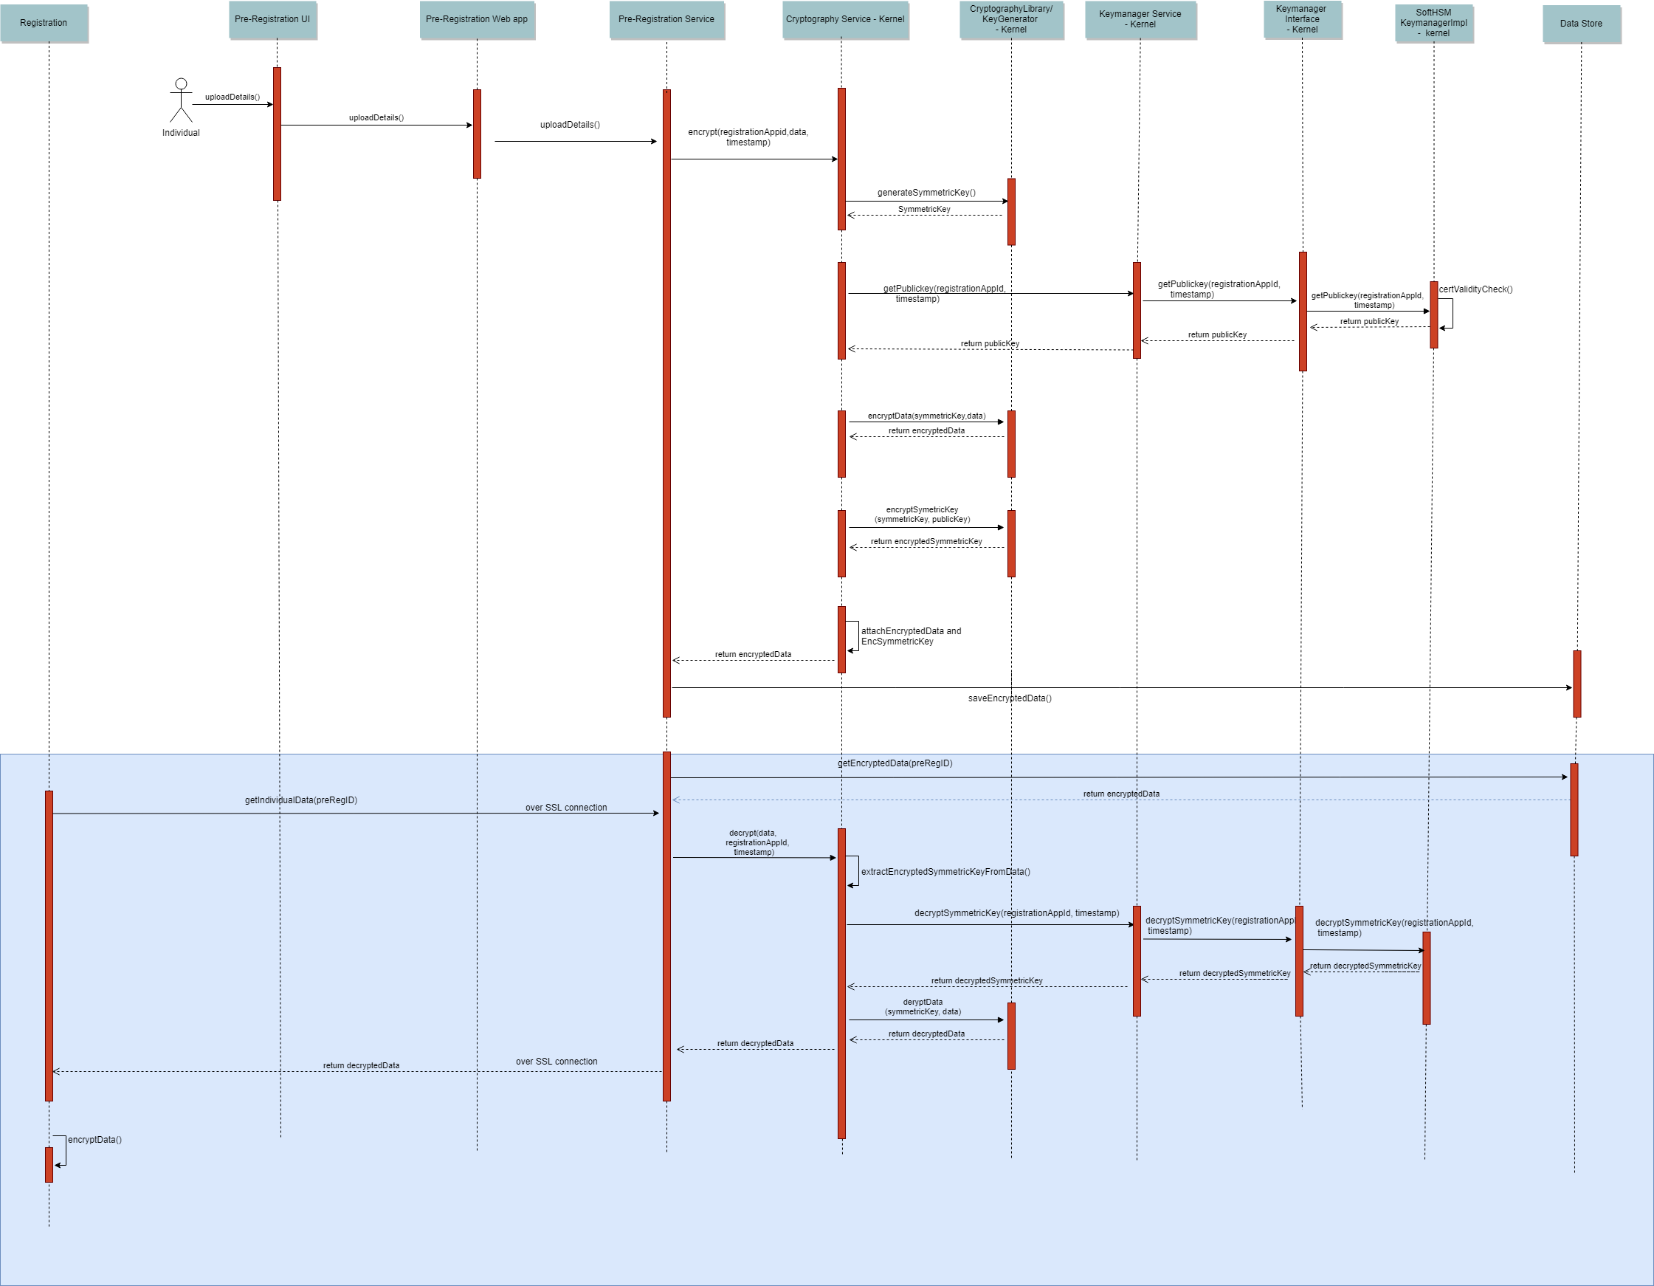 Registration
Pre-Registration UI
Pre-Registration Web app
Pre-Registration Service
Cryptography Service - Kernel
CryptographyLibrary/
KeyGenerator
- Kernel
Keymanager Service
- Kernel
Keymanager
Interface
- Kernel
SoftHSM
KeymanagerImpl
- kernel
Data Store
Individual
uploadDetails()
uploadDetails()
uploadDetails()
encrypt(registrationAppid,data,
timestamp)
generateSymmetricKey()
SymmetricKey
getPublickey(registrationAppId,
timestamp)
getPublickey(registrationAppId,
timestamp)
getPublickey(registrationAppId,
timestamp)
certValidityCheck()
return publicKey
return publicKey
return publicKey
encryptData(symmetricKey,data)
return encryptedData
encryptSymetricKey
(symmetricKey, publicKey)
return encryptedSymmetricKey
attachEncryptedData and
EncSymmetricKey
return encryptedData
saveEncryptedData()
getEncryptedData(preRegID)
return encryptedData
getIndividualData(preRegID)
over SSL connection
decrypt(data,
registrationAppId,
timestamp)
extractEncryptedSymmetricKeyFromData()
decryptSymmetricKey(registrationAppId, timestamp)
decryptSymmetricKey(registrationAppI
timestamp)
decryptSymmetricKey(registrationAppId,
timestamp)
return decryptedSymmetricKey
return decryptedSymmetricKey
return decryptedSymmetricKey
deryptData
(symmetricKey, data)
return decryptedData
return decryptedData
over SSL connection
return decryptedData
encryptData()